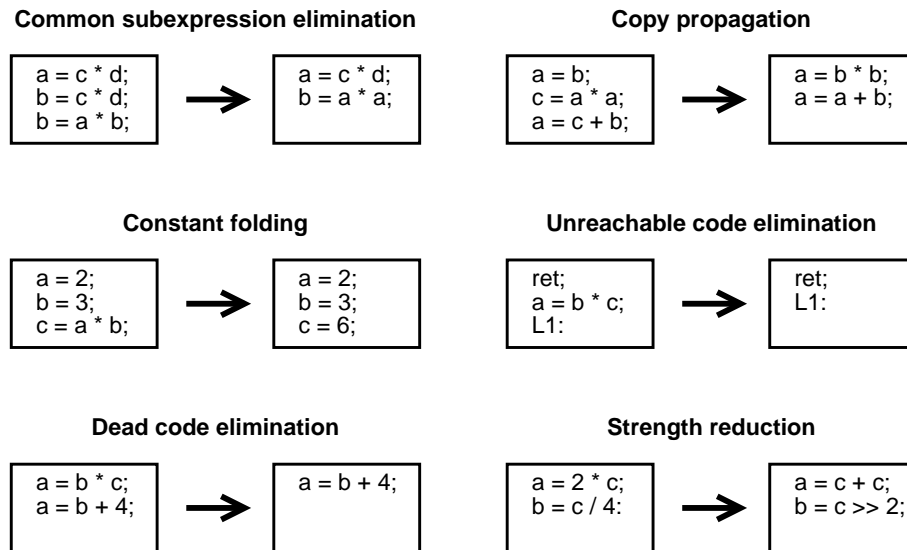 Common subexpression elimination
a = c * d;
b = c * d;
b = a * b;
a = c * d;
b = a * a;
Copy propagation
a = b;
c = a * a;
a = c + b;
a = b * b;
a = a + b;
Constant folding
a = 2;
b = 3;
c = a * b;
a = 2;
b = 3;
c = 6;
Unreachable code elimination
ret;
a = b * c;
L1:
ret;
L1:
Dead code elimination
a = b * c;
a = b + 4;
a = b + 4;
Strength reduction
a = 2 * c;
b = c / 4:
a = c + c;
b = c >> 2;